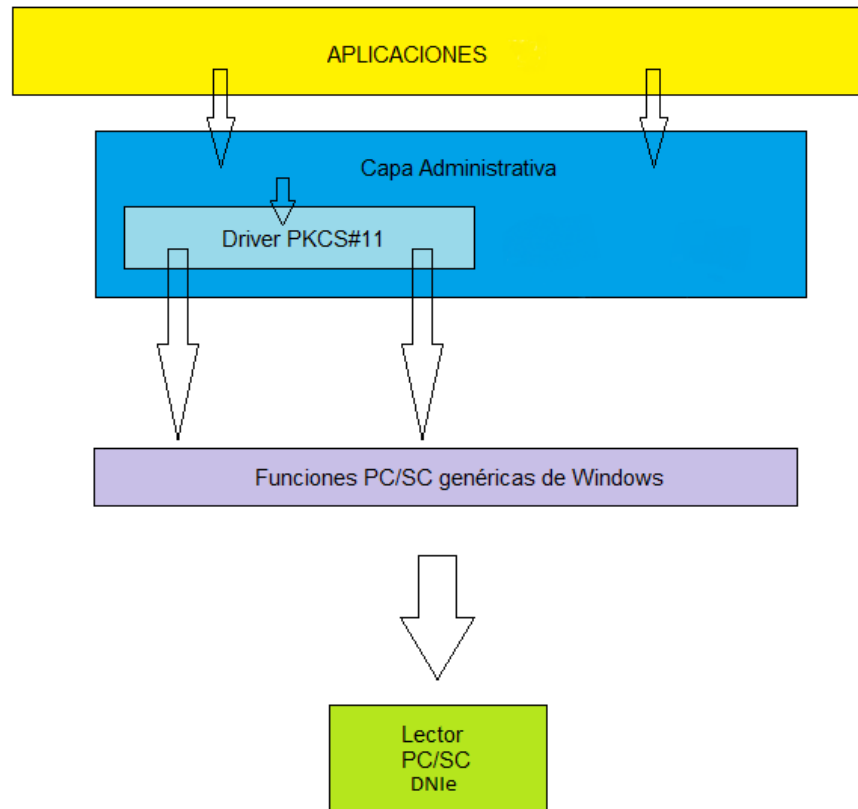 APLICACIONES
Capa Administrativa
Driver PKCS#11
Funciones PC/SC genéricas de Windows
Lector
PC/SC
DNIe